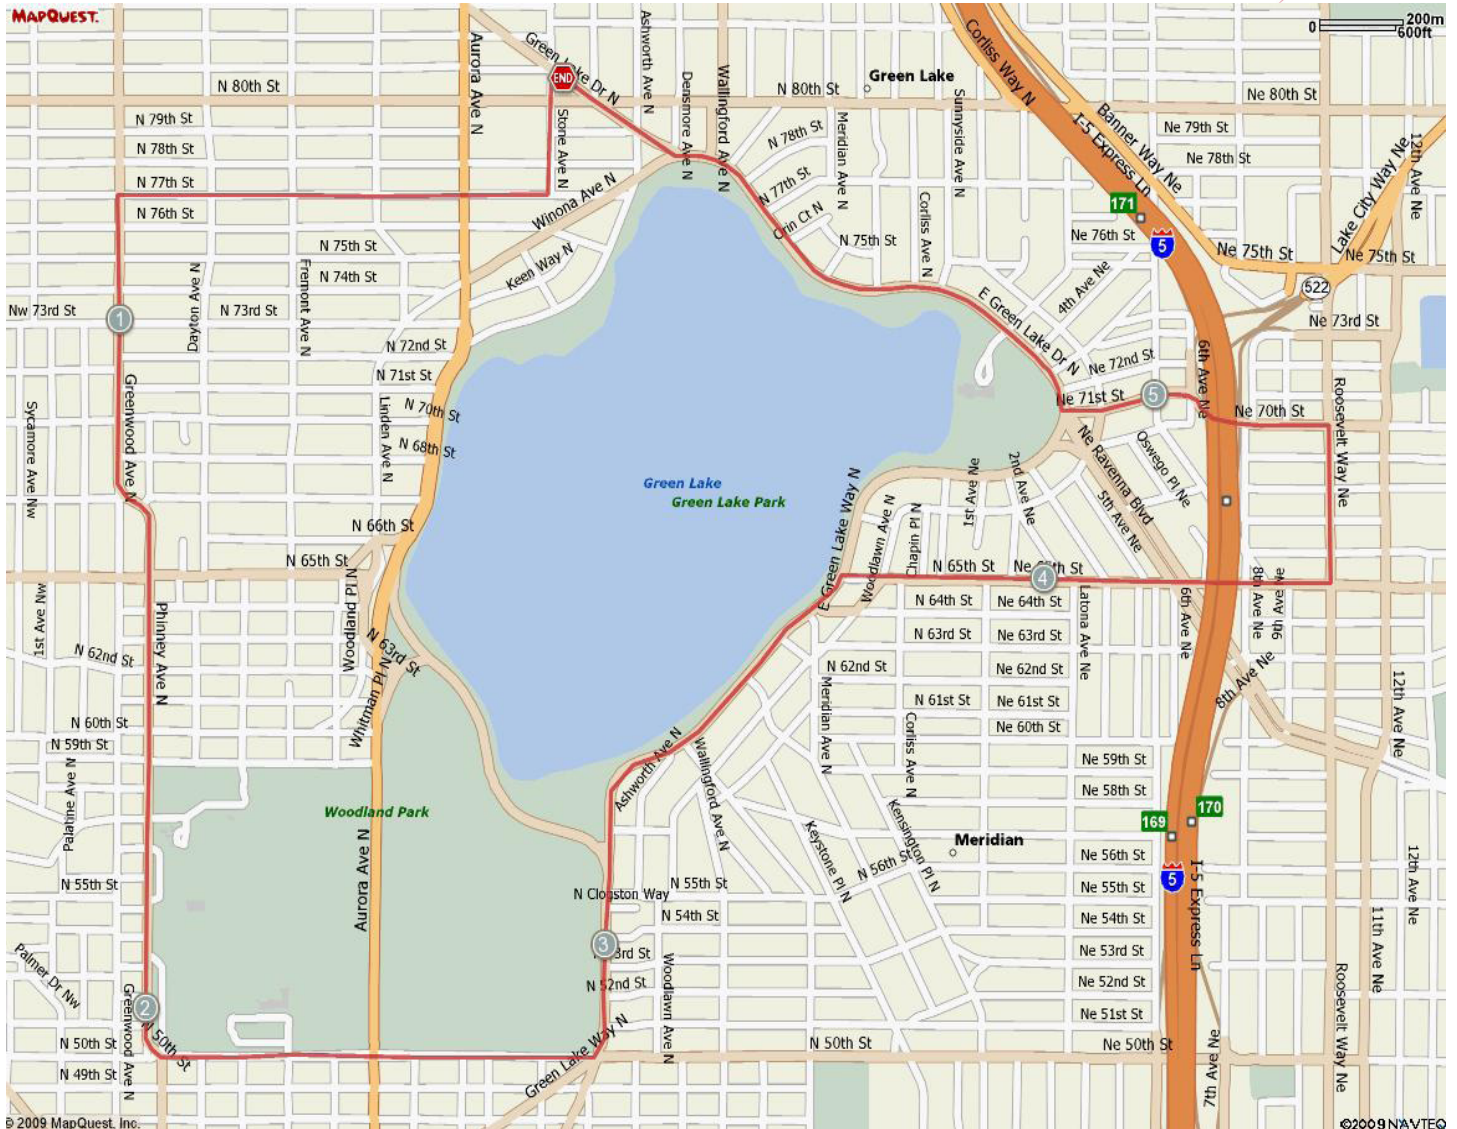 MAPQUEST.
0 200m
600ft
Aurora Ave N
Green Lake Dr N
END
Ashworth Ave N
Densmore Ave N
Wallingford Ave N
Green Lake
N 80th St
N 80th St
Corliss Way N
I-5 Express Ln
Banner Way Ne
Ne 80th St
N 79th St
N 78th St
N 77th St
N 76th St
Stone Ave N
Winona Ave N
N 78th St
N 77th St
Orin Ct N
Meridian Ave N
Sunnyside Ave N
Corliss Ave N
Ne 79th St
Ne 78th St
12th Ave Ne
Lake City Way Ne
171
5
Ne 76th St
Ne 75th St
Ne 75th St
522
N 75th St
N 74th St
Keen Way N
N 75th St
Dayton Ave N
Fremont Ave N
Nw 73rd St
1
N 73rd St
N 72nd St
N 71st St
N 70th St
N 68th St
Linden Ave N
4th Ave Ne
E Green Lake Dr N
Ne 73rd St
Ne 72nd St
6th Ave Ne
Ne 71st St
5
Ne 70th St
Roosevelt Way Ne
Sycamore Ave Nw
Greenwood Ave N
Green Lake
Green Lake Park
Ne Ravenna Blvd
Oswego Pl Ne
5th Ave Ne
2nd Ave Ne
1st Ave Ne
E Green Lake Way N
Woodlawn Ave N
Chapin Pl N
N 66th St
N 65th St
N 65th St
4
1st Ave Nw
Phinney Ave N
Woodland Pl N
N 63rd St
Whitman Pl N
N 64th St
Ne 64th St
N 63rd St
Ne 63rd St
N 62nd St
Ne 62nd St
N 61st St
Ne 61st St
Ne 60th St
Latona Ave Ne
6th Ave Ne
8th Ave Ne
9th Ave Ne
8th Ave Ne
12th Ave Ne
N 62nd St
N 60th St
N 59th St
Palatine Ave N
Woodland Park
Aurora Ave N
Ashworth Ave N
Wallingford Ave N
Meridian Ave N
Corliss Ave N
Kensington Pl N
Keystone Pl N
N 56th St
Meridian
Ne 59th St
Ne 58th St
169
170
5
I-5 Express Ln
Ne 56th St
Ne 55th St
Ne 54th St
Ne 53rd St
Ne 52nd St
Ne 51st St
12th Ave Ne
11th Ave Ne
N 55th St
N Clogston Way
N 55th St
N 54th St
3
N 52nd St
Woodlawn Ave N
Palmer Dr Nw
Greenwood Ave N
2
N 50th St
N 50th St
N 49th St
Green Lake Way N
N 50th St
Ne 50th St
7th Ave Ne
Roosevelt Way Ne
© 2009 MapQuest, Inc.
©2009 NAVTEQ